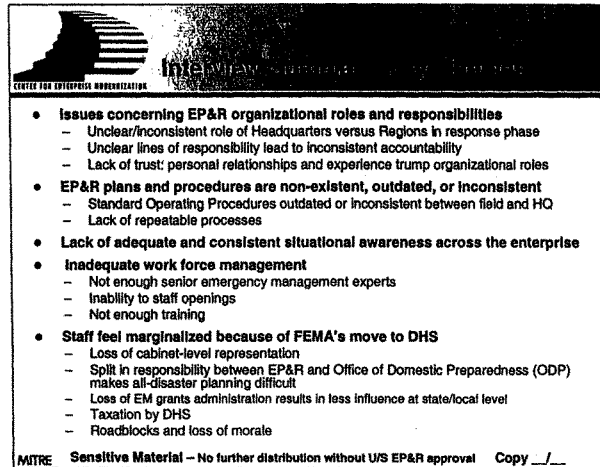 CENTER FOR ENTERPRISE MODERNIZATION
Interview
● Issues concerning EP&R organizational roles and responsibilities
– Unclear/inconsistent role of Headquarters versus Regions in response phase
– Unclear lines of responsibility lead to inconsistent accountability
– Lack of trust: personal relationships and experience trump organizational roles
● EP&R plans and procedures are non-existent, outdated, or inconsistent
– Standard Operating Procedures outdated or inconsistent between field and HQ
– Lack of repeatable processes
● Lack of adequate and consistent situational awareness across the enterprise
● Inadequate work force management
– Not enough senior emergency management experts
– Inability to staff openings
– Not enough training
● Staff feel marginalized because of FEMA's move to DHS
– Loss of cabinet-level representation
– Split in responsibility between EP&R and Office of Domestic Preparedness (ODP)
makes all-disaster planning difficult
– Loss of EM grants administration results in less influence at state/local level
– Taxation by DHS
– Roadblocks and loss of morale
MITRE Sensitive Material – No further distribution without U/S EP&R approval Copy __/__